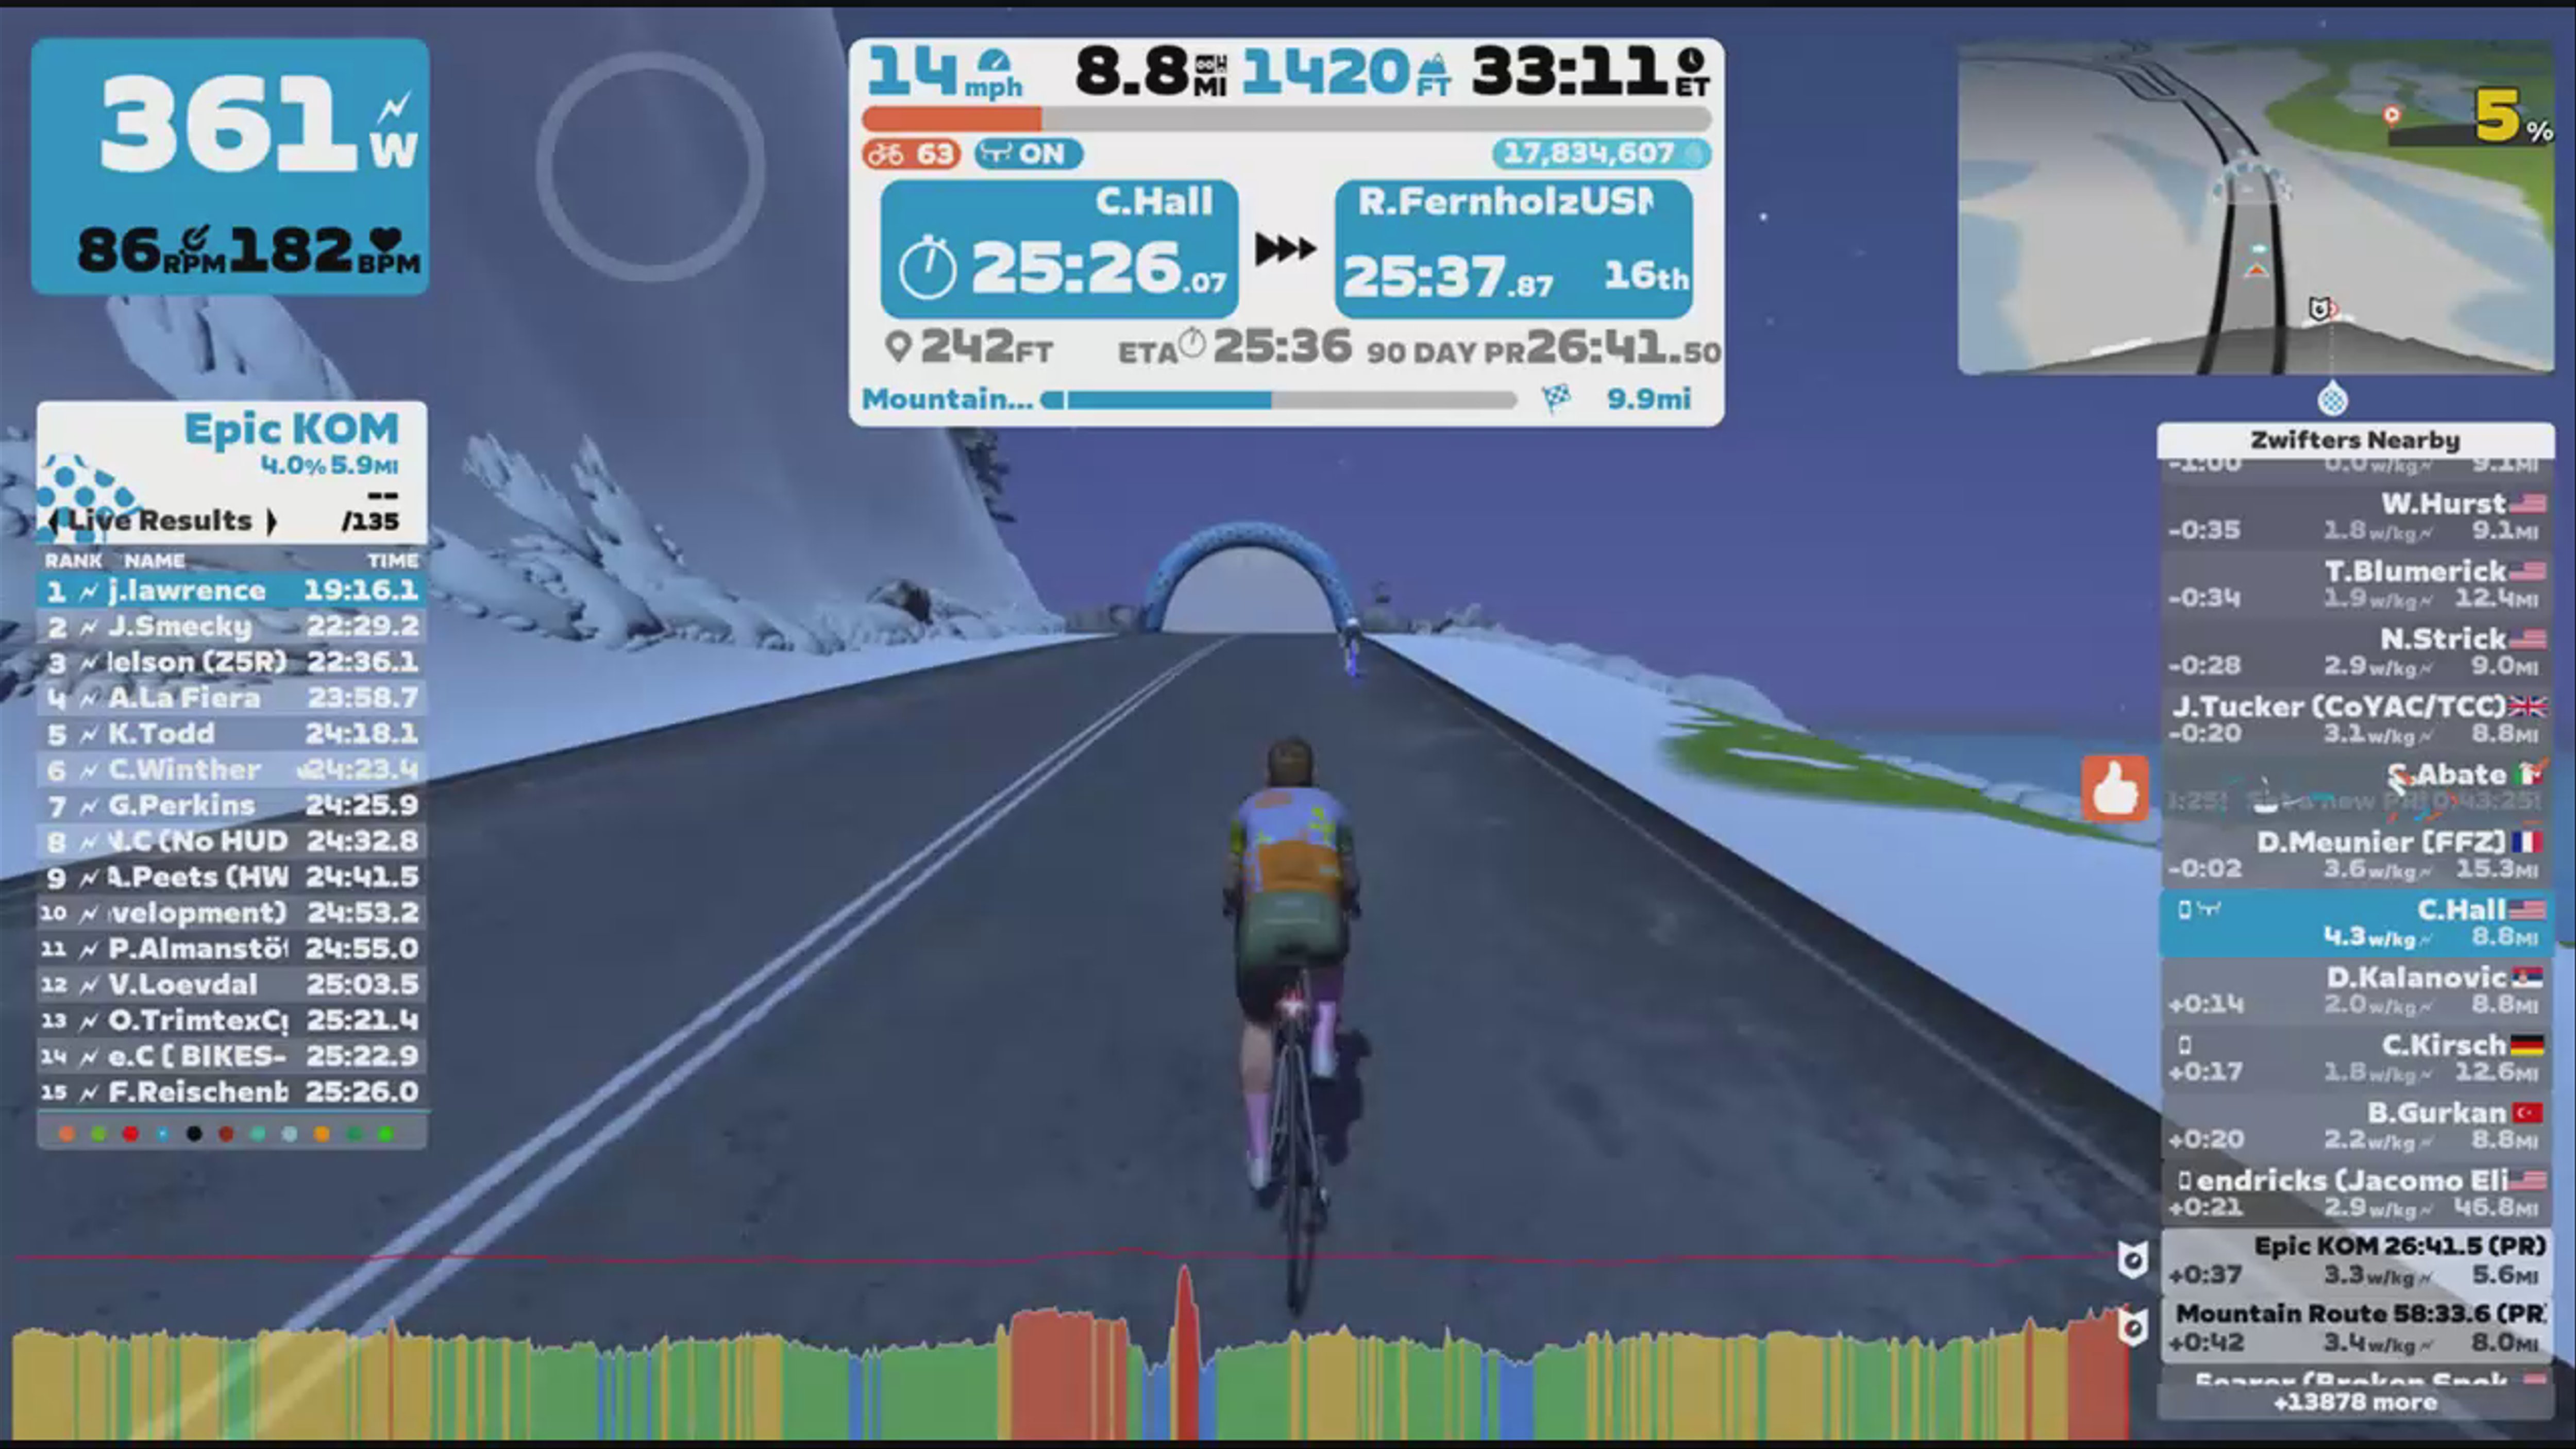 361 W
86 RPM 182 BPM
14 mph 8.8 MI 1420 FT 33:11 ET
63 ON 17,834,607
C.Hall
25:26.07
R.FernholzUS
25:37.87 16th
242FT ETA 25:36 90 DAY PR 26:41.50
Mountain... 9.9mi
5%
Epic KOM
4.0% 5.9MI
--
Live Results /135
RANK NAME TIME
1 j.lawrence 19:16.1
2 J.Smecky 22:29.2
3 elson (Z5R) 22:36.1
4 A.La Fiera 23:58.7
5 K.Todd 24:18.1
6 C.Winther 24:23.4
7 G.Perkins 24:25.9
8 .C (No HUD 24:32.8
9 A.Peets (HW 24:41.5
10 velopment) 24:53.2
11 P.Almanstö 24:55.0
12 V.Loevdal 25:03.5
13 O.TrimtexC 25:21.4
14 e.C [ BIKES- 25:22.9
15 F.Reischenb 25:26.0
Zwifters Nearby
-1:00 0.0 w/kg 9.1MI
W.Hurst
-0:35 1.8 w/kg 9.1MI
T.Blumerick
-0:34 1.9 w/kg 12.4MI
N.Strick
-0:28 2.9 w/kg 9.0MI
J.Tucker (CoYAC/TCC)
-0:20 3.1 w/kg 8.8MI
S.Abate
D.Meunier [FFZ]
-0:02 3.6 w/kg 15.3MI
C.Hall
4.3 w/kg 8.8MI
D.Kalanovic
+0:14 2.0 w/kg 8.8MI
C.Kirsch
+0:17 1.8 w/kg 12.6MI
B.Gurkan
+0:20 2.2 w/kg 8.8MI
endricks (Jacomo Eli
+0:21 2.9 w/kg 46.8MI
Epic KOM 26:41.5 (PR)
+0:37 3.3 w/kg 5.6MI
Mountain Route 58:33.6 (PR
+0:42 3.4 w/kg 8.0MI
+13878 more